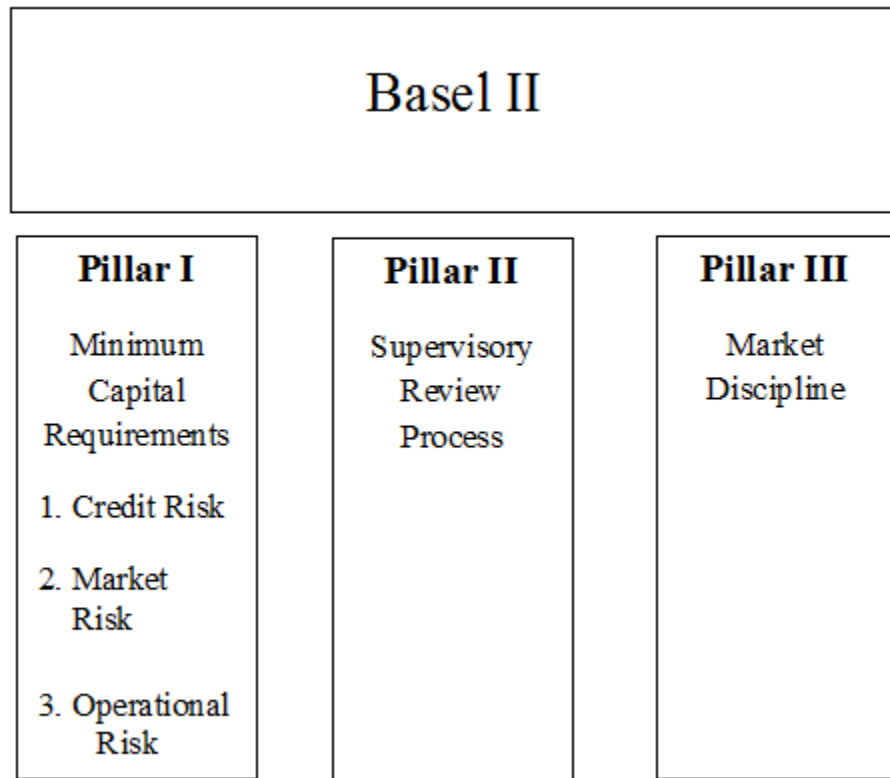 Basel II
Pillar I
Minimum
Capital
Requirements
1. Credit Risk
2. Market
Risk
3. Operational
Risk
Pillar II
Supervisory
Review
Process
Pillar III
Market
Discipline